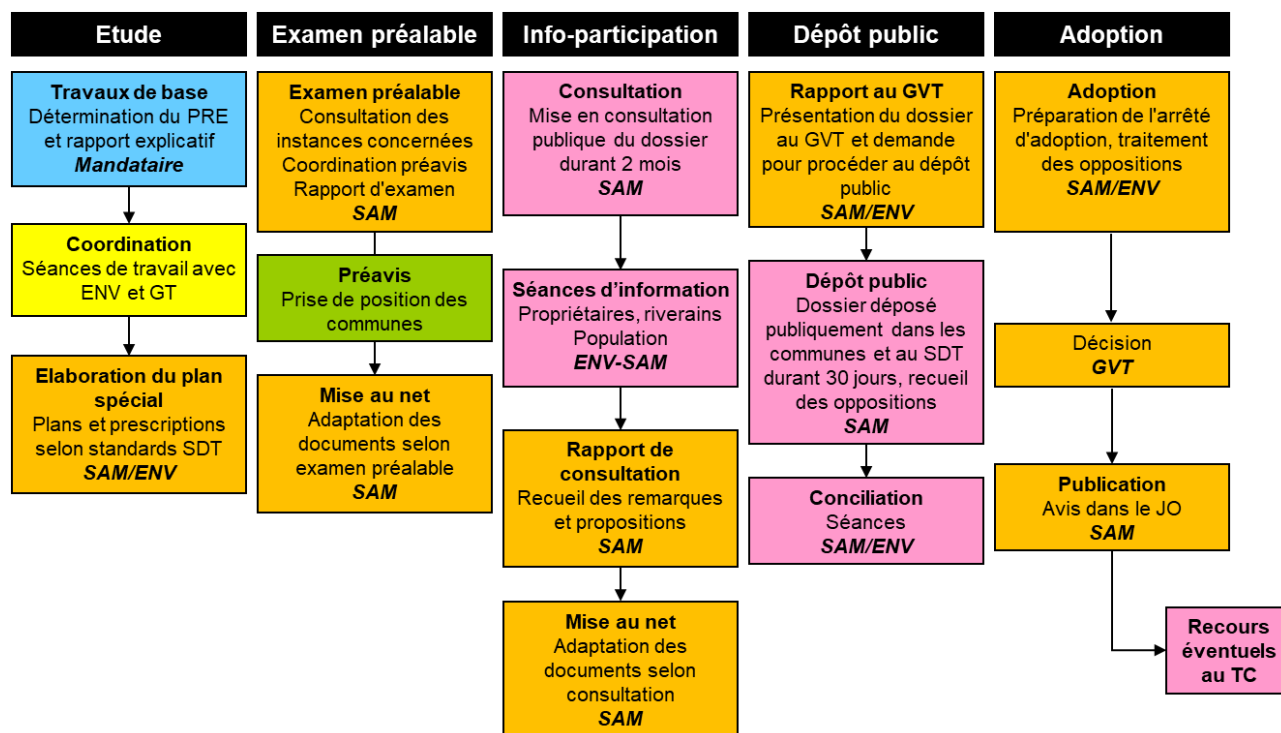 Etude
Travaux de base
Détermination du PRE
et rapport explicatif
Mandataire
Coordination
Séances de travail avec
ENV et GT
Elaboration du plan
spécial
Plans et prescriptions
selon standards SDT
SAM/ENV
Examen préalable
Examen préalable
Consultation des
instances concernées
Coordination préavis
Rapport d'examen
SAM
Préavis
Prise de position des
communes
Mise au net
Adaptation des
documents selon
examen préalable
SAM
Info-participation
Consultation
Mise en consultation
publique du dossier
durant 2 mois
SAM
Séances d’information
Propriétaires, riverains
Population
ENV-SAM
Rapport de
consultation
Recueil des remarques
et propositions
SAM
Mise au net
Adaptation des
documents selon
consultation
SAM
Dépôt public
Rapport au GVT
Présentation du dossier
au GVT et demande
pour procéder au dépôt
public
SAM/ENV
Dépôt public
Dossier déposé
publiquement dans les
communes et au SDT
durant 30 jours, recueil
des oppositions
SAM
Conciliation
Séances
SAM/ENV
Adoption
Adoption
Préparation de l'arrêté
d'adoption, traitement
des oppositions
SAM/ENV
Décision
GVT
Publication
Avis dans le JO
SAM
Recours
éventuels
au TC